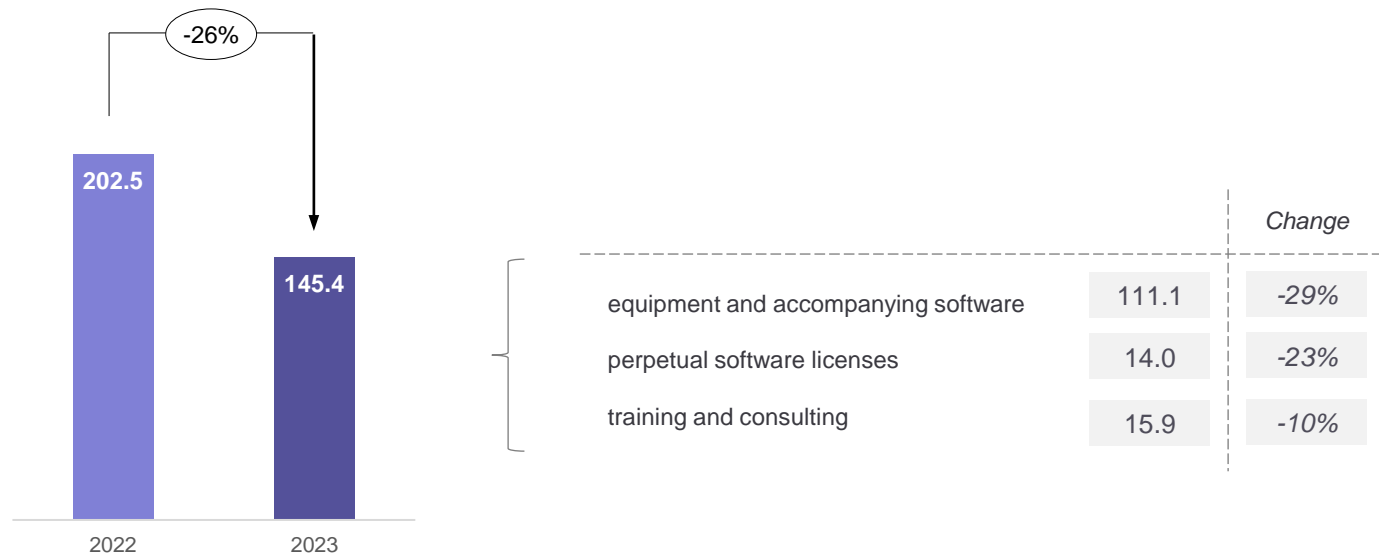 -26%
202.5
145.4
2022
2023
Change
equipment and accompanying software 111.1 -29%
perpetual software licenses 14.0 -23%
training and consulting 15.9 -10%